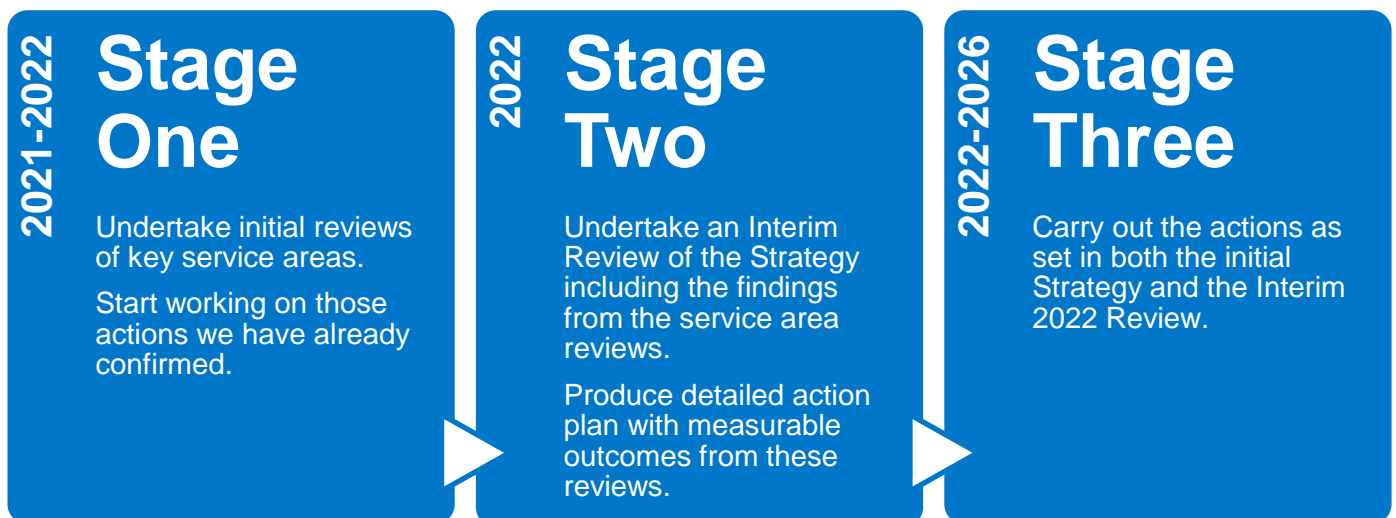 2021-2022
Stage
One
Undertake initial reviews
of key service areas.
Start working on those
actions we have already
confirmed.
2022
Stage
Two
Undertake an Interim
Review of the Strategy
including the findings
from the service area
reviews.
Produce detailed action
plan with measurable
outcomes from these
reviews.
2022-2026
Stage
Three
Carry out the actions as
set in both the initial
Strategy and the Interim
2022 Review.